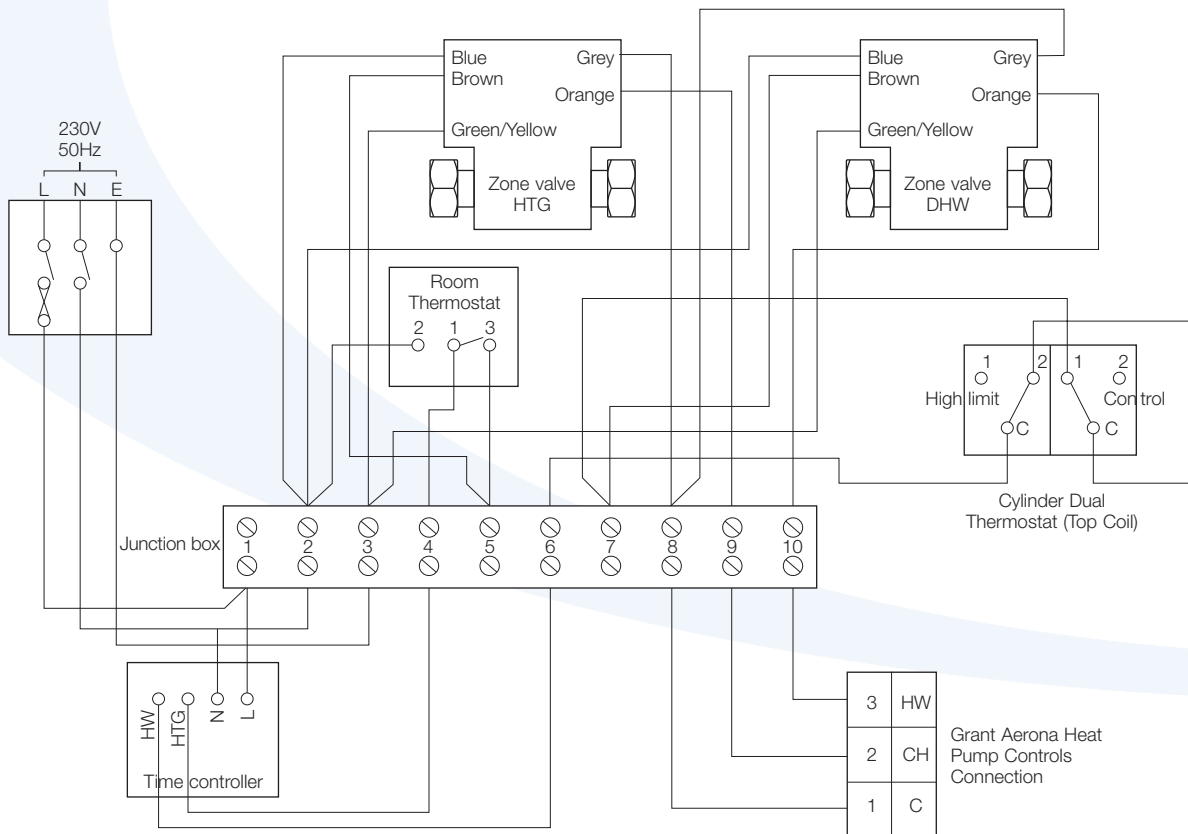 Blue
Brown
Grey
Orange
Green/Yellow
Zone valve
HTG
Blue
Brown
Grey
Orange
Green/Yellow
Zone valve
DHW
230V
50Hz
L N E
Room
Thermostat
2 1 3
1 2 1 2
High limit
Control
C C
Cylinder Dual
Thermostat (Top Coil)
Junction box
1 2 3 4 5 6 7 8 9 10
HW HTG N L
Time controller
3 HW
2 CH
1 C
Grant Aerona Heat
Pump Controls
Connection